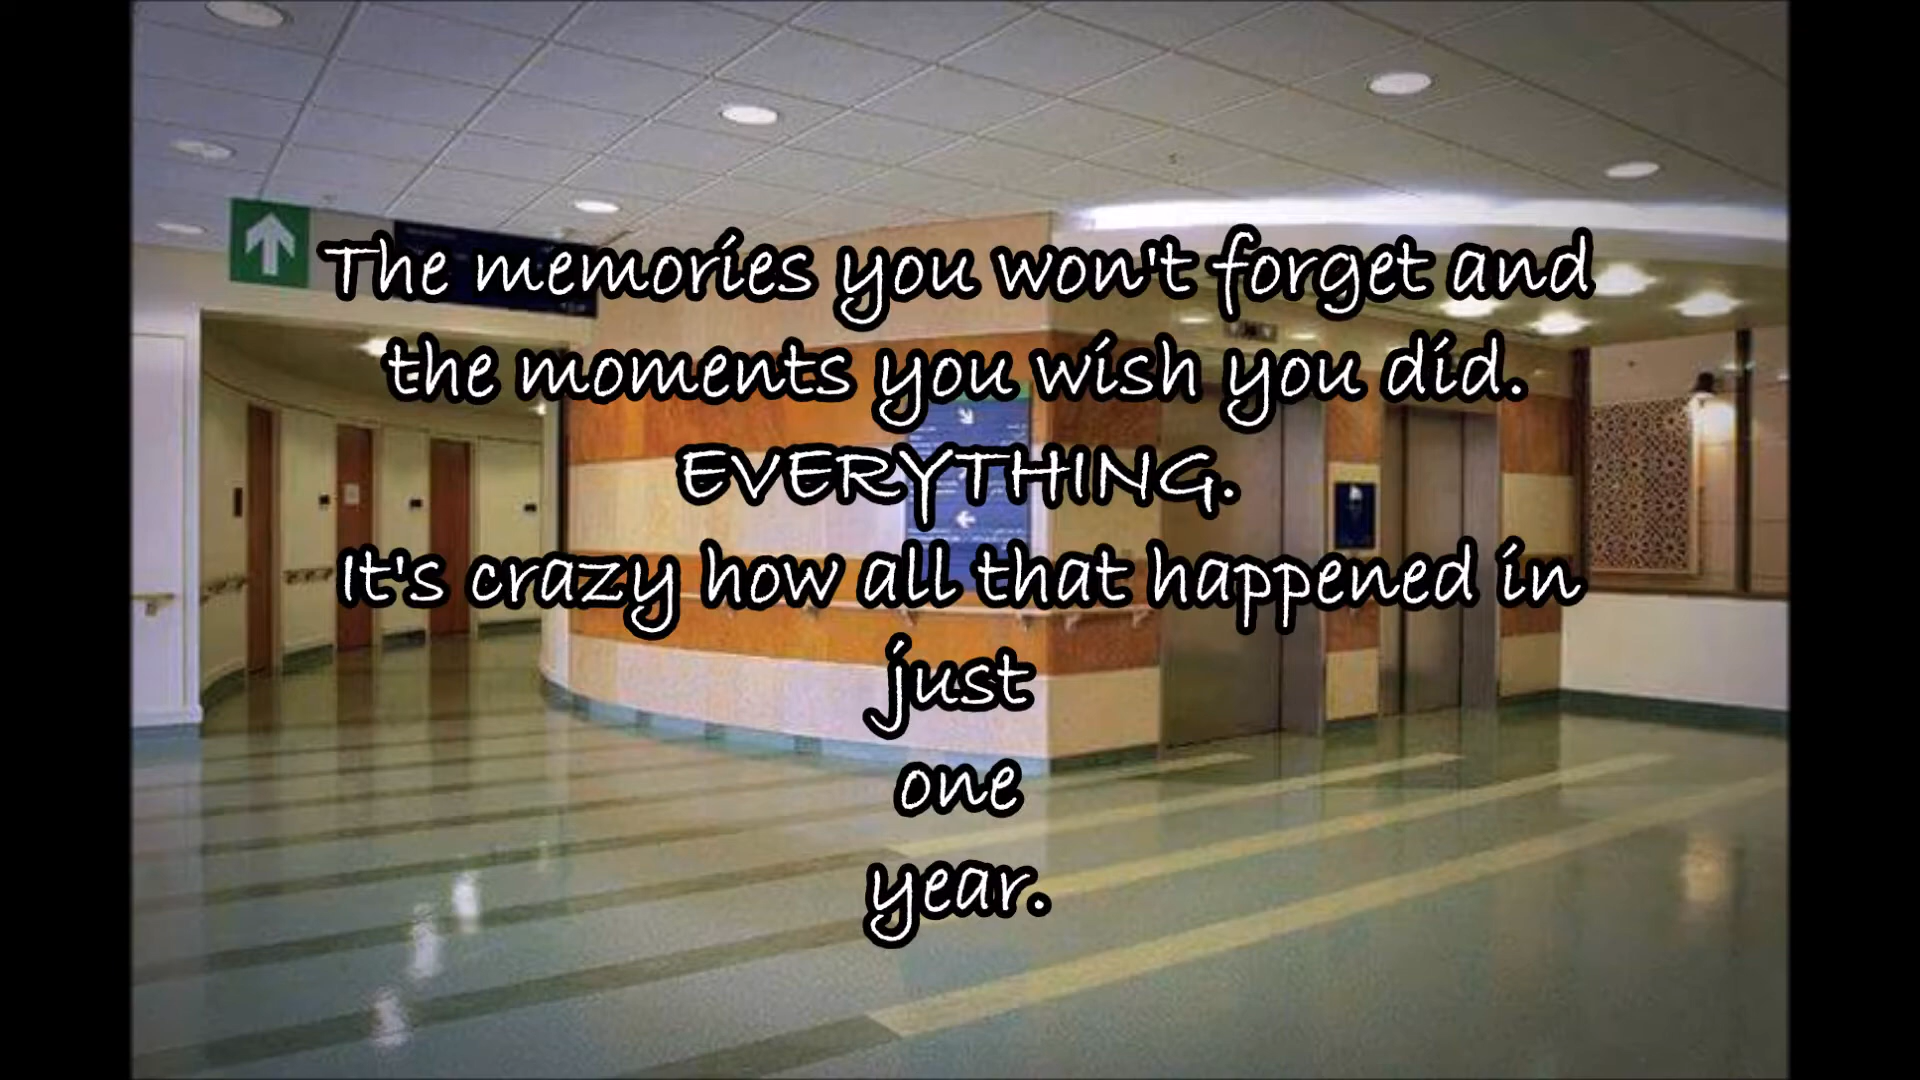 The memories you won't forget and
the moments you wish you did.
EVERYTHING.
It's crazy how all that happened in
just
one
year.